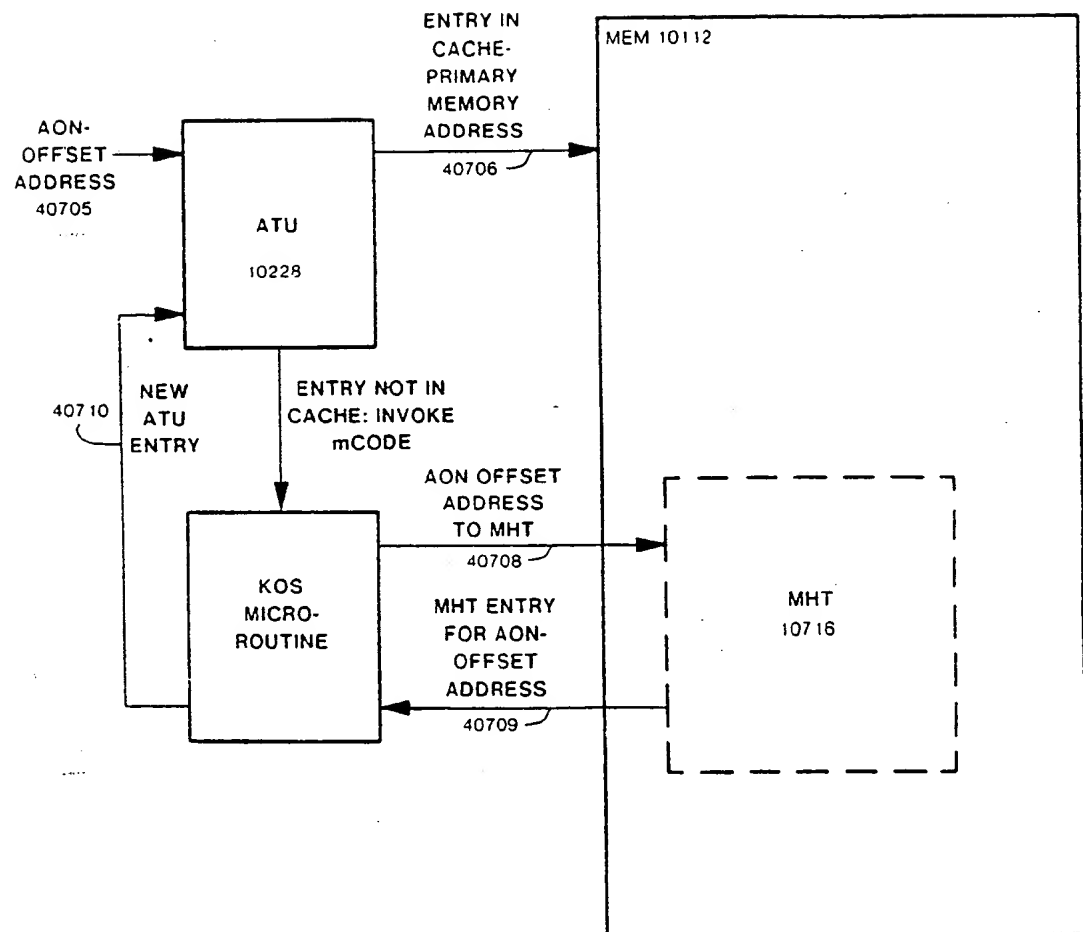 ENTRY IN
CACHE-
PRIMARY
MEMORY
ADDRESS
40706
MEM 10112
AON-
OFFSET
ADDRESS
40705
ATU
10228
40710
NEW
ATU
ENTRY
ENTRY NOT IN
CACHE: INVOKE
mCODE
AON OFFSET
ADDRESS
TO MHT
40708
KOS
MICRO-
ROUTINE
MHT ENTRY
FOR AON-
OFFSET
ADDRESS
40709
MHT
10716